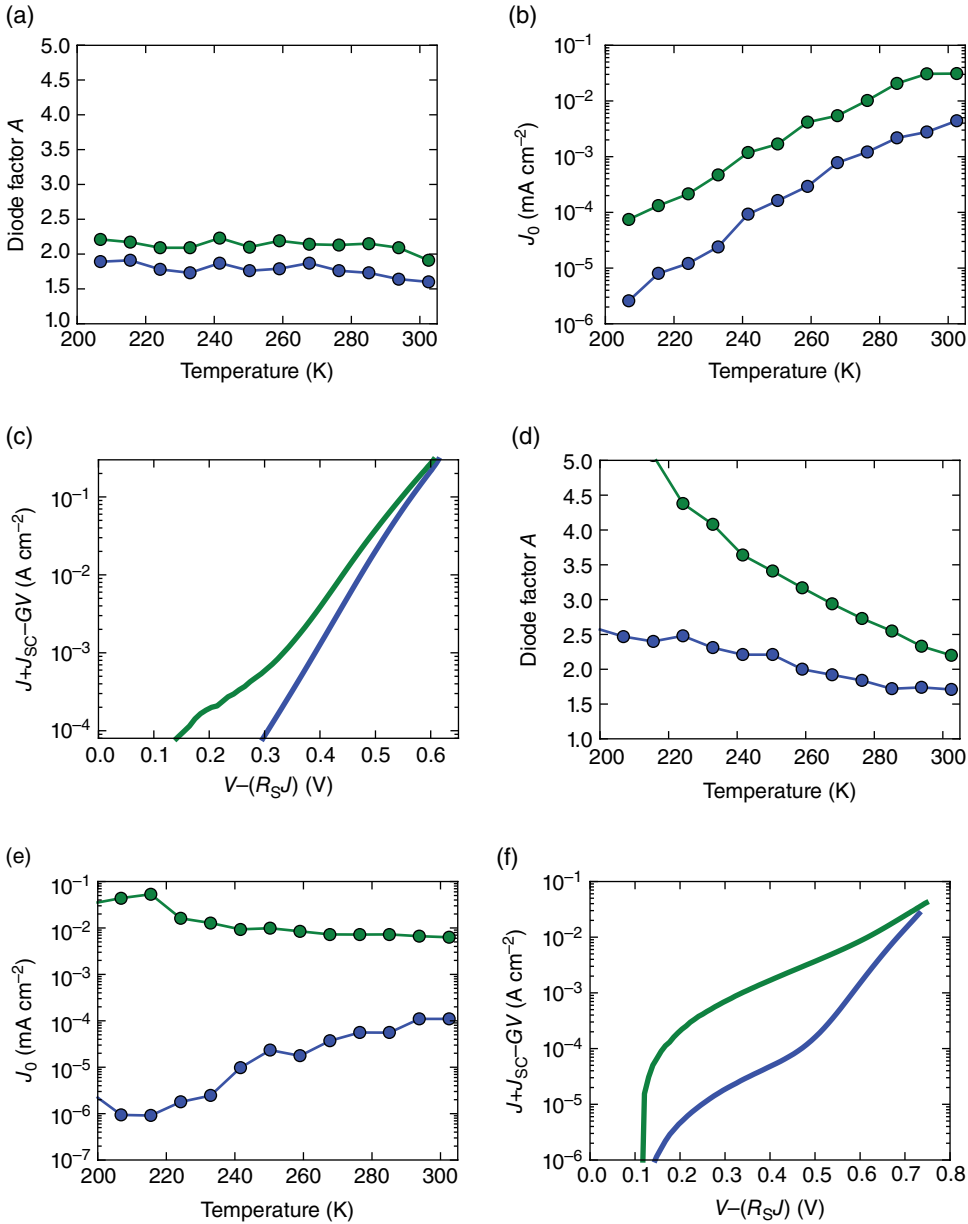 (a)
5.0
4.5
4.0
3.5
3.0
2.5
2.0
1.5
1.0
Diode factor A
200 220 240 260 280 300
Temperature (K)
(b)
10⁻¹
10⁻²
10⁻³
10⁻⁴
10⁻⁵
10⁻⁶
J₀ (mA cm⁻²)
200 220 240 260 280 300
Temperature (K)
(c)
10⁻¹
10⁻²
10⁻³
10⁻⁴
J+J_SC–GV (A cm⁻²)
0.0 0.1 0.2 0.3 0.4 0.5 0.6
V–(R_SJ) (V)
(d)
5.0
4.5
4.0
3.5
3.0
2.5
2.0
1.5
1.0
Diode factor A
200 220 240 260 280 300
Temperature (K)
(e)
10⁻¹
10⁻²
10⁻³
10⁻⁴
10⁻⁵
10⁻⁶
10⁻⁷
J₀ (mA cm⁻²)
200 220 240 260 280 300
Temperature (K)
(f)
10⁻¹
10⁻²
10⁻³
10⁻⁴
10⁻⁵
10⁻⁶
J+J_SC–GV (A cm⁻²)
0.0 0.1 0.2 0.3 0.4 0.5 0.6 0.7 0.8
V–(R_SJ) (V)